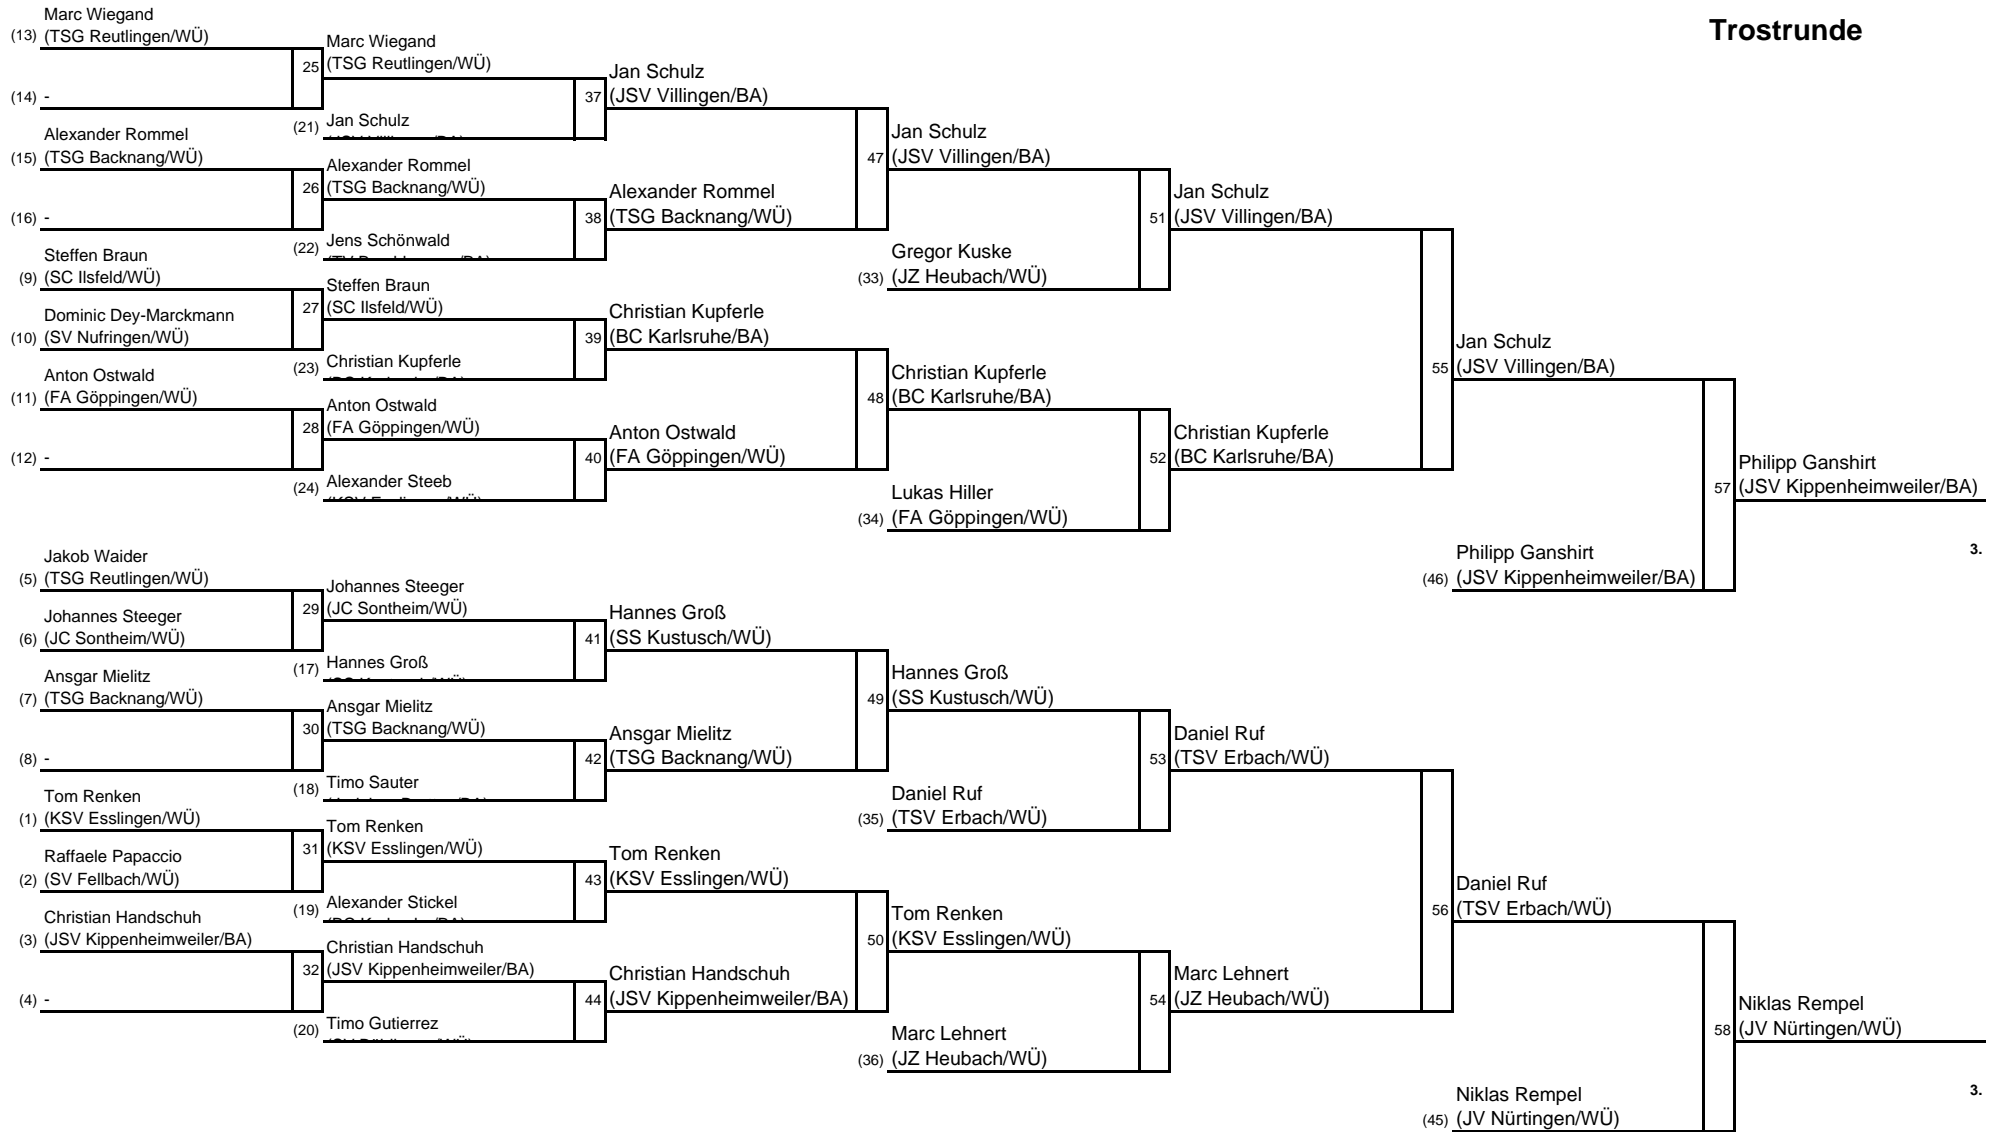 Trostrunde
Marc Wiegand
(13) (TSG Reutlingen/WÜ)
(14) -
Alexander Rommel
(15) (TSG Backnang/WÜ)
(16) -
Steffen Braun
(9) (SC Ilsfeld/WÜ)
Dominic Dey-Marckmann
(10) (SV Nufringen/WÜ)
Anton Ostwald
(11) (FA Göppingen/WÜ)
(12) -
Jakob Waider
(5) (TSG Reutlingen/WÜ)
Johannes Steeger
(6) (JC Sontheim/WÜ)
Ansgar Mielitz
(7) (TSG Backnang/WÜ)
(8) -
Tom Renken
(1) (KSV Esslingen/WÜ)
Raffaele Papaccio
(2) (SV Fellbach/WÜ)
Christian Handschuh
(3) (JSV Kippenheimweiler/BA)
(4) -
Marc Wiegand
25 (TSG Reutlingen/WÜ)
(21) Jan Schulz
Alexander Rommel
26 (TSG Backnang/WÜ)
(22) Jens Schönwald
Steffen Braun
27 (SC Ilsfeld/WÜ)
(23) Christian Kupferle
Anton Ostwald
28 (FA Göppingen/WÜ)
(24) Alexander Steeb
Johannes Steeger
29 (JC Sontheim/WÜ)
(17) Hannes Groß
Ansgar Mielitz
30 (TSG Backnang/WÜ)
(18) Timo Sauter
Tom Renken
31 (KSV Esslingen/WÜ)
(19) Alexander Stickel
Christian Handschuh
32 (JSV Kippenheimweiler/BA)
(20) Timo Gutierrez
Jan Schulz
37 (JSV Villingen/BA)
Alexander Rommel
38 (TSG Backnang/WÜ)
Christian Kupferle
39 (BC Karlsruhe/BA)
Anton Ostwald
40 (FA Göppingen/WÜ)
Hannes Groß
41 (SS Kustusch/WÜ)
Ansgar Mielitz
42 (TSG Backnang/WÜ)
Tom Renken
43 (KSV Esslingen/WÜ)
Christian Handschuh
44 (JSV Kippenheimweiler/BA)
Jan Schulz
47 (JSV Villingen/BA)
Gregor Kuske
(33) (JZ Heubach/WÜ)
Christian Kupferle
48 (BC Karlsruhe/BA)
Lukas Hiller
(34) (FA Göppingen/WÜ)
Hannes Groß
49 (SS Kustusch/WÜ)
Daniel Ruf
(35) (TSV Erbach/WÜ)
Tom Renken
50 (KSV Esslingen/WÜ)
Marc Lehnert
(36) (JZ Heubach/WÜ)
Jan Schulz
51 (JSV Villingen/BA)
Christian Kupferle
52 (BC Karlsruhe/BA)
Daniel Ruf
53 (TSV Erbach/WÜ)
Marc Lehnert
54 (JZ Heubach/WÜ)
Jan Schulz
55 (JSV Villingen/BA)
Philipp Ganshirt
(46) (JSV Kippenheimweiler/BA)
Daniel Ruf
56 (TSV Erbach/WÜ)
Niklas Rempel
(45) (JV Nürtingen/WÜ)
Philipp Ganshirt
57 (JSV Kippenheimweiler/BA)
3.
Niklas Rempel
58 (JV Nürtingen/WÜ)
3.